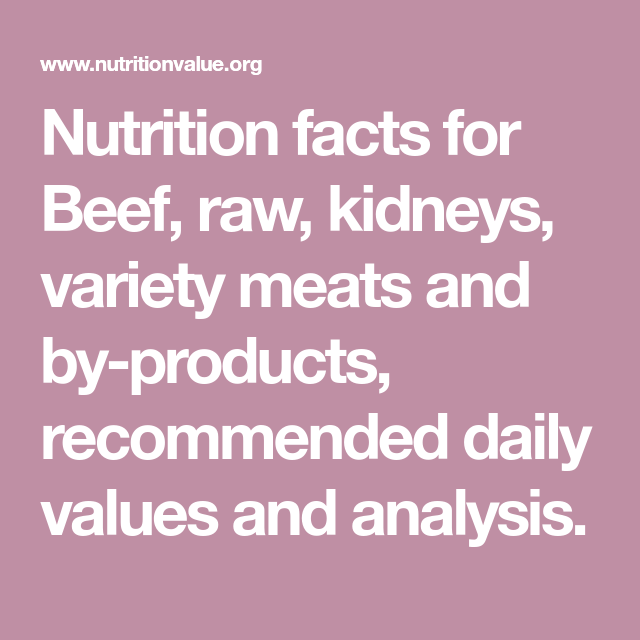 www.nutritionvalue.org
Nutrition facts for
Beef, raw, kidneys,
variety meats and
by-products,
recommended daily
values and analysis.